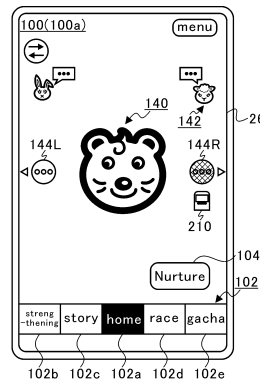 100(100a)
menu
140
142
26
144L
144R
210
104
Nurture
102
streng
-thening
story
home
race
gacha
102b
102c
102a
102d
102e